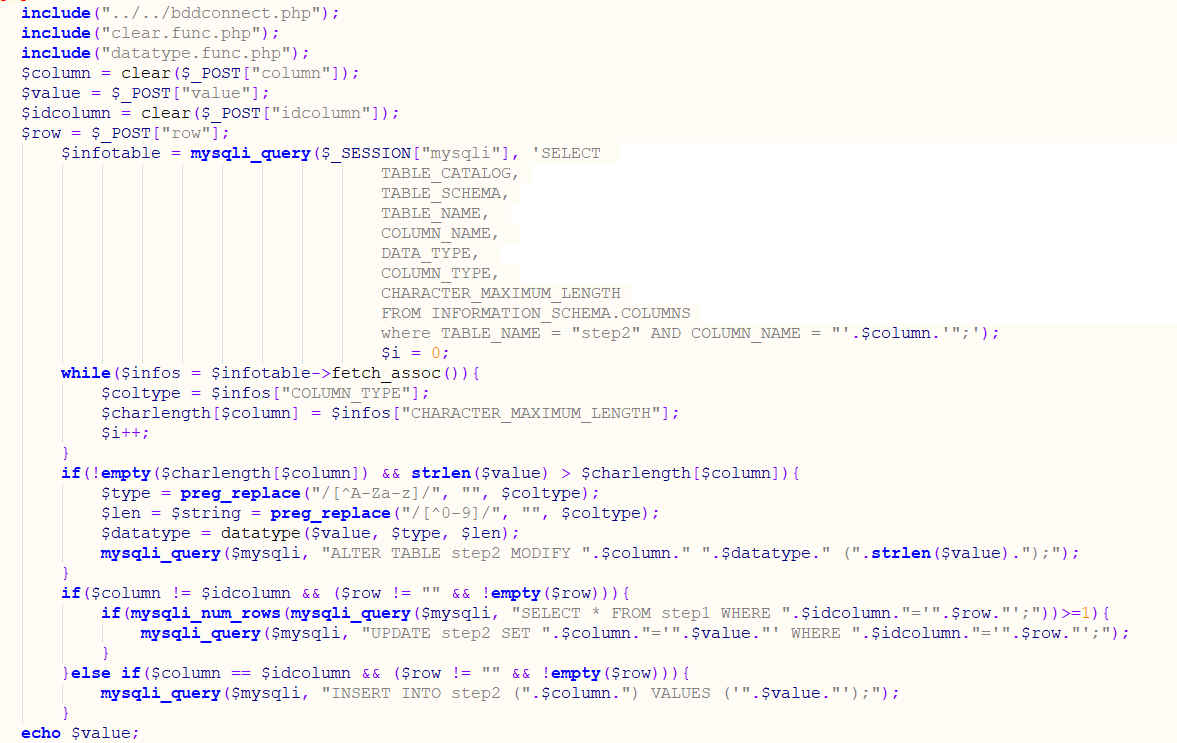 include("../../bddconnect.php");
include("clear.func.php");
include("datatype.func.php");
$column = clear($_POST["column"]);
$value = $_POST["value"];
$idcolumn = clear($_POST["idcolumn"]);
$row = $_POST["row"];
$infotable = mysqli_query($_SESSION["mysqli"], 'SELECT
TABLE_CATALOG,
TABLE_SCHEMA,
TABLE_NAME,
COLUMN_NAME,
DATA_TYPE,
COLUMN_TYPE,
CHARACTER_MAXIMUM_LENGTH
FROM INFORMATION_SCHEMA.COLUMNS
where TABLE_NAME = "step2" AND COLUMN_NAME = "'.$column.'";');
$i = 0;
while($infos = $infotable->fetch_assoc()){
$coltype = $infos["COLUMN_TYPE"];
$charlength[$column] = $infos["CHARACTER_MAXIMUM_LENGTH"];
$i++;
}
if(!empty($charlength[$column]) && strlen($value) > $charlength[$column]){
$type = preg_replace("/[^A-Za-z]/", "", $coltype);
$len = $string = preg_replace("/[^0-9]/", "", $coltype);
$datatype = datatype($value, $type, $len);
mysqli_query($mysqli, "ALTER TABLE step2 MODIFY ".$column." ".$datatype." (".strlen($value).");");
}
if($column != $idcolumn && ($row != "" && !empty($row))){
if(mysqli_num_rows(mysqli_query($mysqli, "SELECT * FROM step1 WHERE ".$idcolumn."='".$row."';"))>=1){
mysqli_query($mysqli, "UPDATE step2 SET ".$column."='".$value."' WHERE ".$idcolumn."='".$row."';");
}
}else if($column == $idcolumn && ($row != "" && !empty($row))){
mysqli_query($mysqli, "INSERT INTO step2 (".$column.") VALUES ('".$value."');");
}
echo $value;